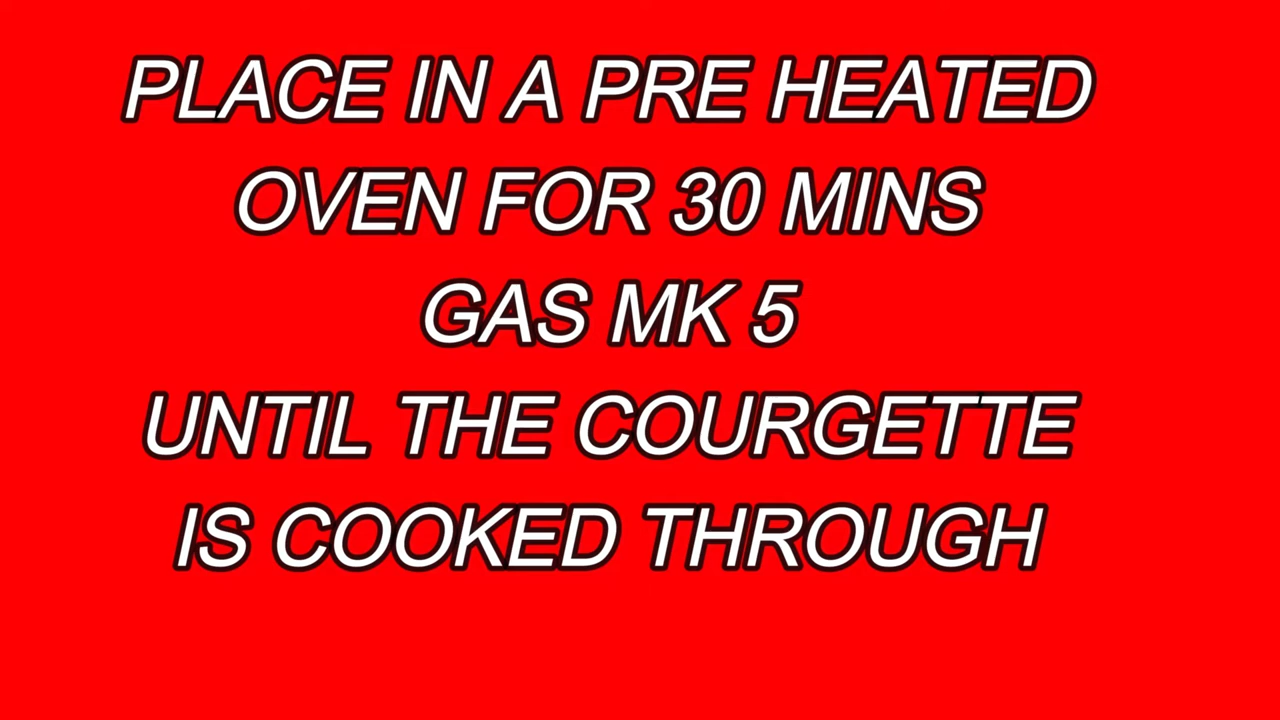 PLACE IN A PRE HEATED
OVEN FOR 30 MINS
GAS MK 5
UNTIL THE COURGETTE
IS COOKED THROUGH